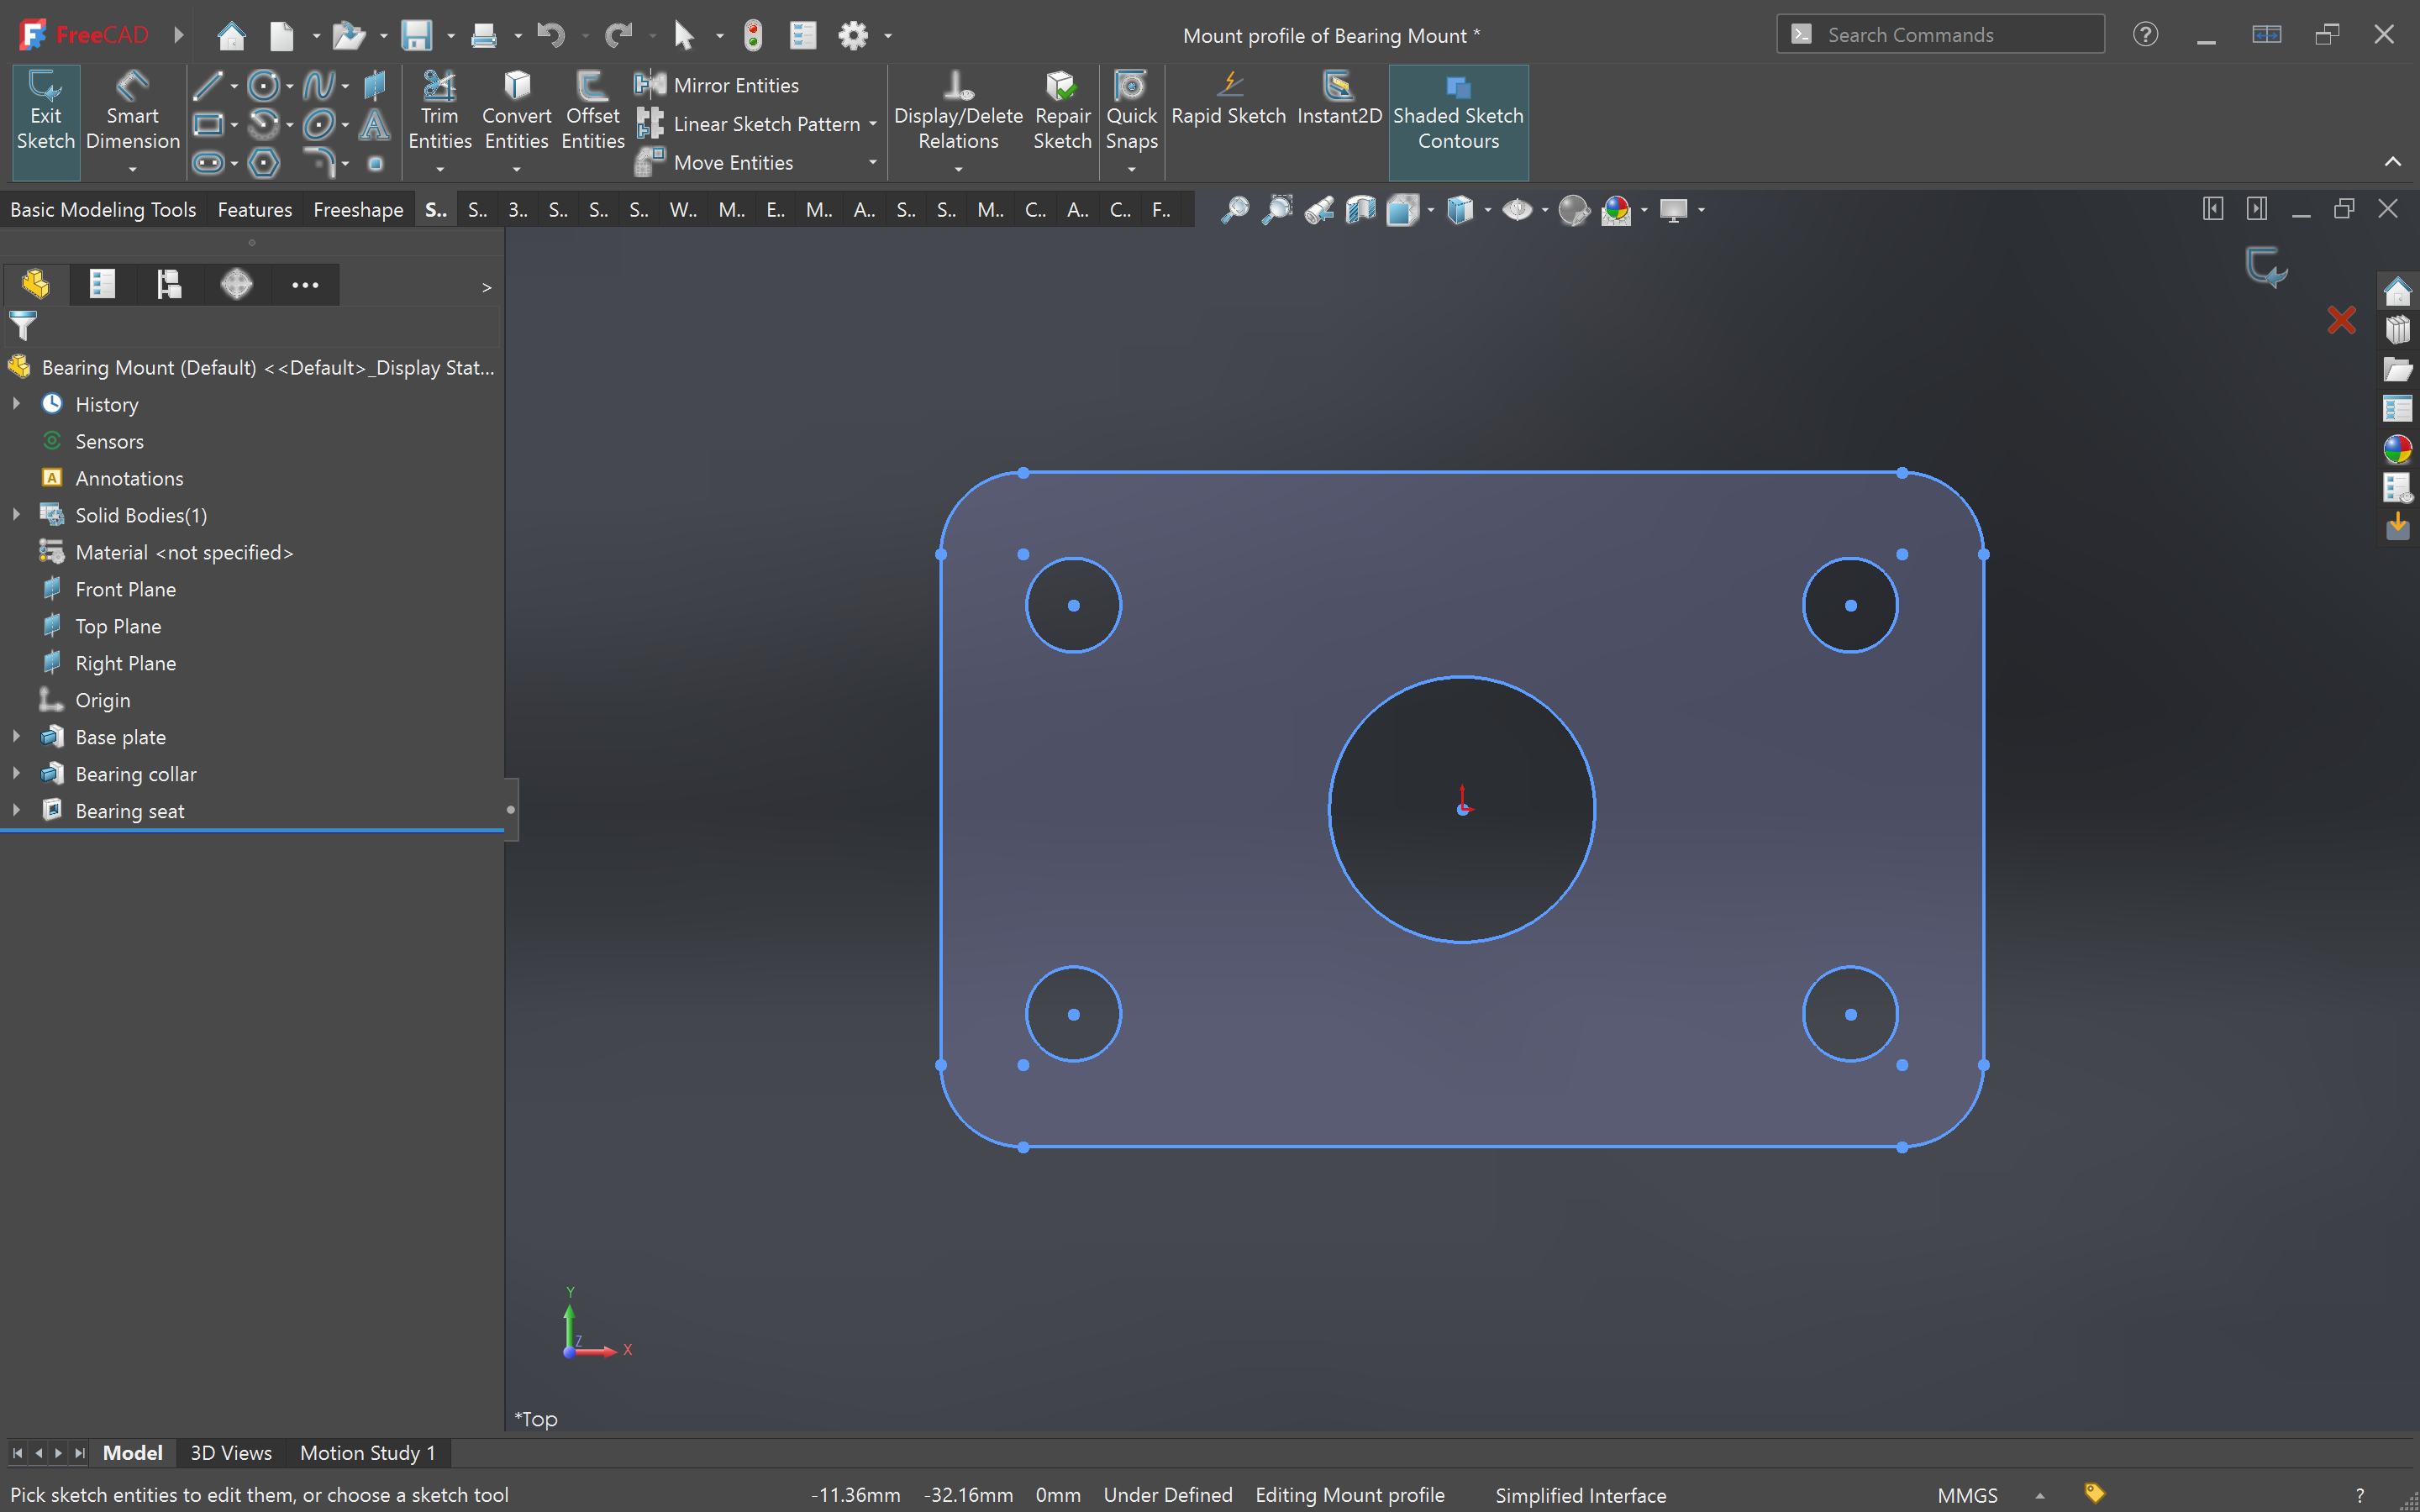 FreeCAD
Mount profile of Bearing Mount *
Search Commands
Exit Sketch
Smart Dimension
Trim Entities
Convert Entities
Offset Entities
Mirror Entities
Linear Sketch Pattern
Move Entities
Display/Delete Relations
Repair Sketch
Quick Snaps
Rapid Sketch
Instant2D
Shaded Sketch Contours
Basic Modeling Tools Features Freeshape S.. S.. 3.. S.. S.. S.. W.. M.. E.. M.. A.. S.. S.. M.. C.. A.. C.. F..
Bearing Mount (Default) <<Default>_Display Stat...
History
Sensors
Annotations
Solid Bodies(1)
Material <not specified>
Front Plane
Top Plane
Right Plane
Origin
Base plate
Bearing collar
Bearing seat
Y
Z
X
*Top
Model 3D Views Motion Study 1
Pick sketch entities to edit them, or choose a sketch tool -11.36mm -32.16mm 0mm Under Defined Editing Mount profile Simplified Interface MMGS ?